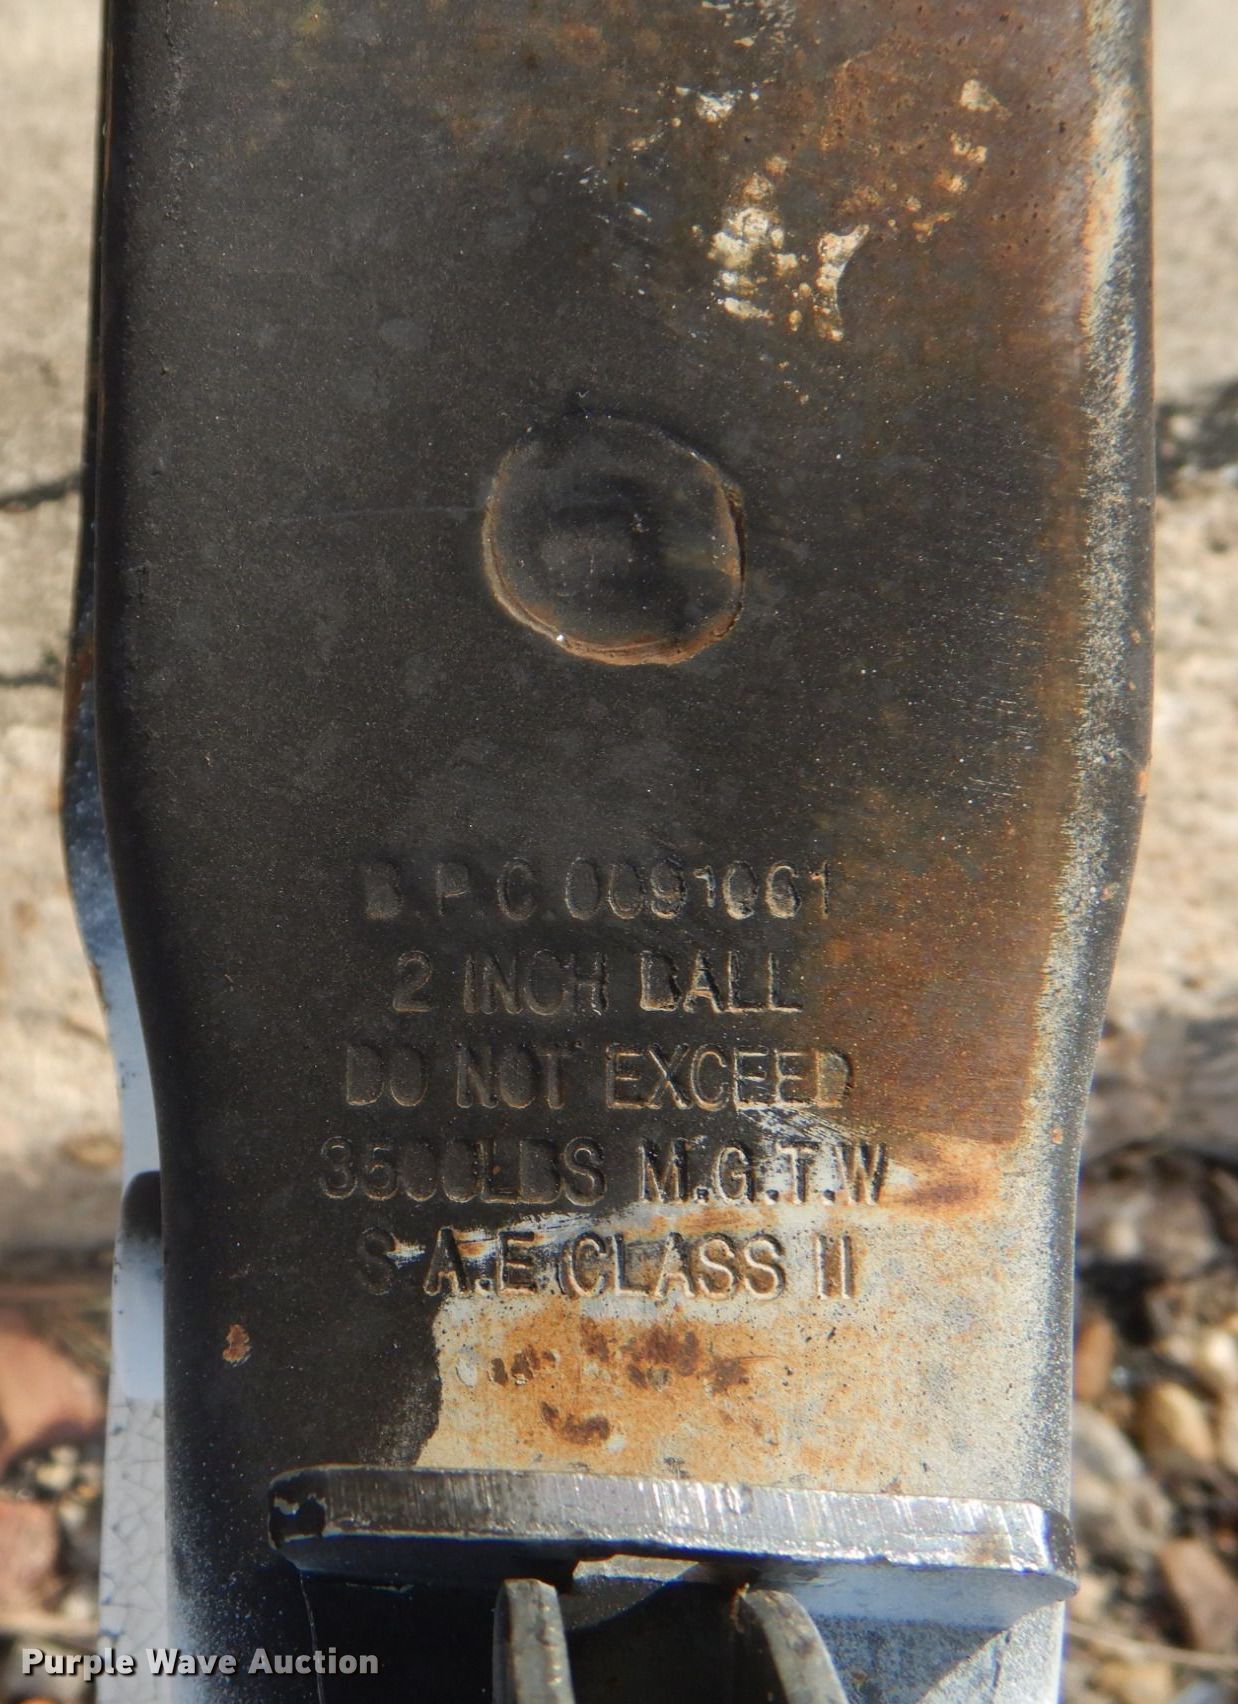 B.P.C.0091061
2 INCH BALL
DO NOT EXCEED
3500LBS M.G.T.W
S.A.E.CLASS II
Purple Wave Auction